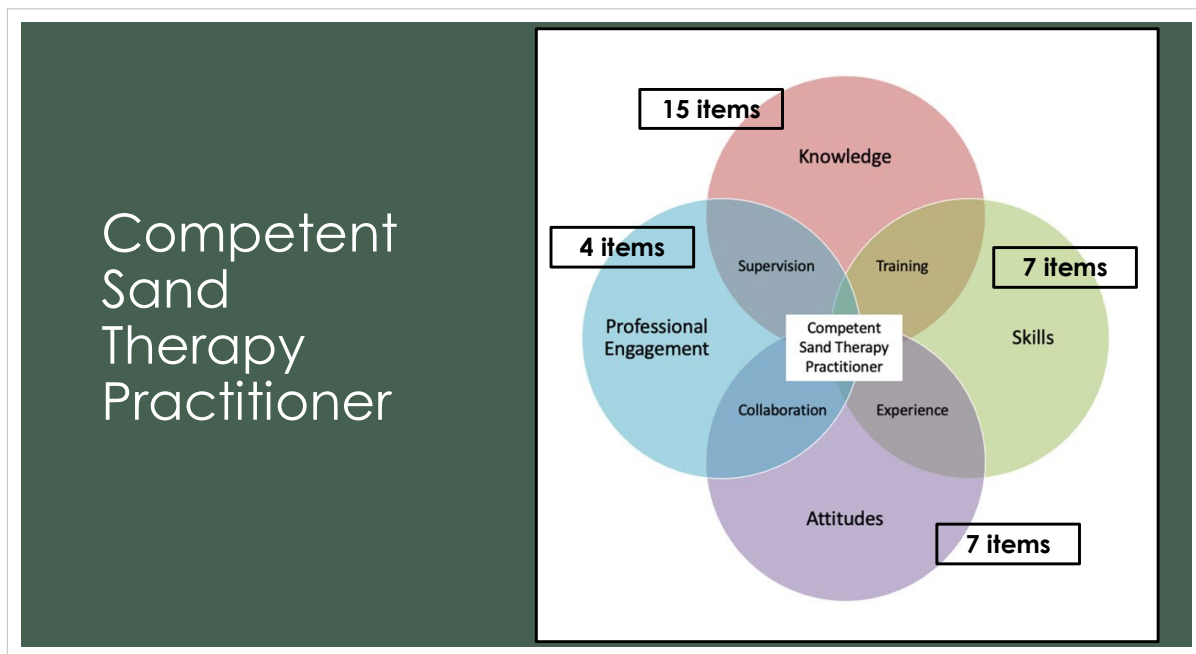 Competent
Sand
Therapy
Practitioner
15 items
Knowledge
4 items
Supervision
Training
7 items
Professional
Engagement
Competent
Sand Therapy
Practitioner
Skills
Collaboration
Experience
Attitudes
7 items